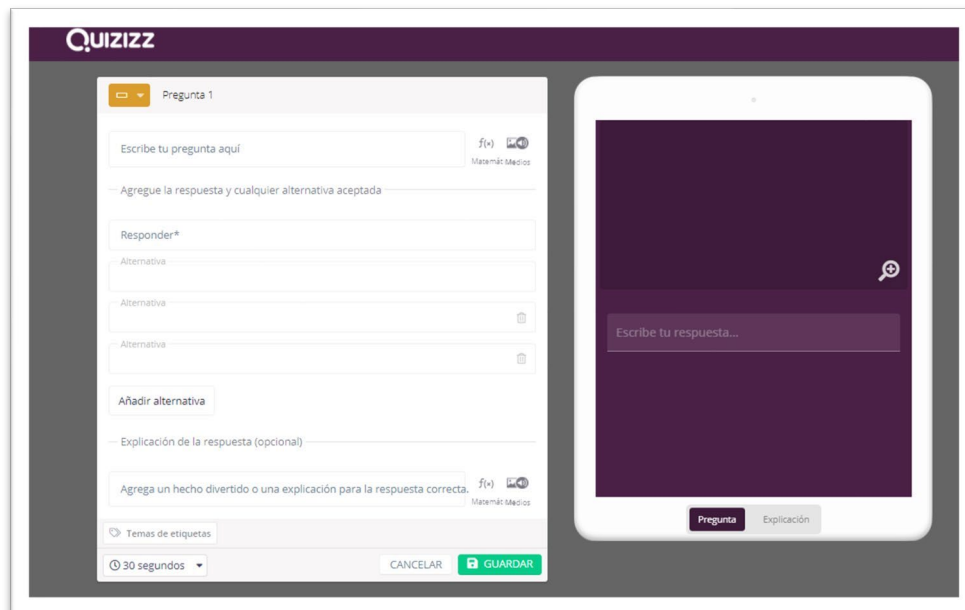 QUIZIZZ
Pregunta 1
Escribe tu pregunta aquí
f(×)
Matemát Medios
Agregue la respuesta y cualquier alternativa aceptada
Responder*
Alternativa
Alternativa
Alternativa
Añadir alternativa
Explicación de la respuesta (opcional)
Agrega un hecho divertido o una explicación para la respuesta correcta.
f(×)
Matemát Medios
Temas de etiquetas
30 segundos
CANCELAR
GUARDAR
Escribe tu respuesta...
Pregunta
Explicación